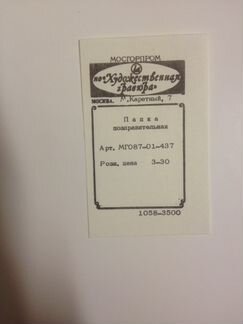 МОСГОРПРОМ
по«Художественная
гравюра»
МОСКВА. М.Каретный, 7
Папка
поздравительная
Арт. МГ087-01-437
Розн. цена 3-30
1058-3500